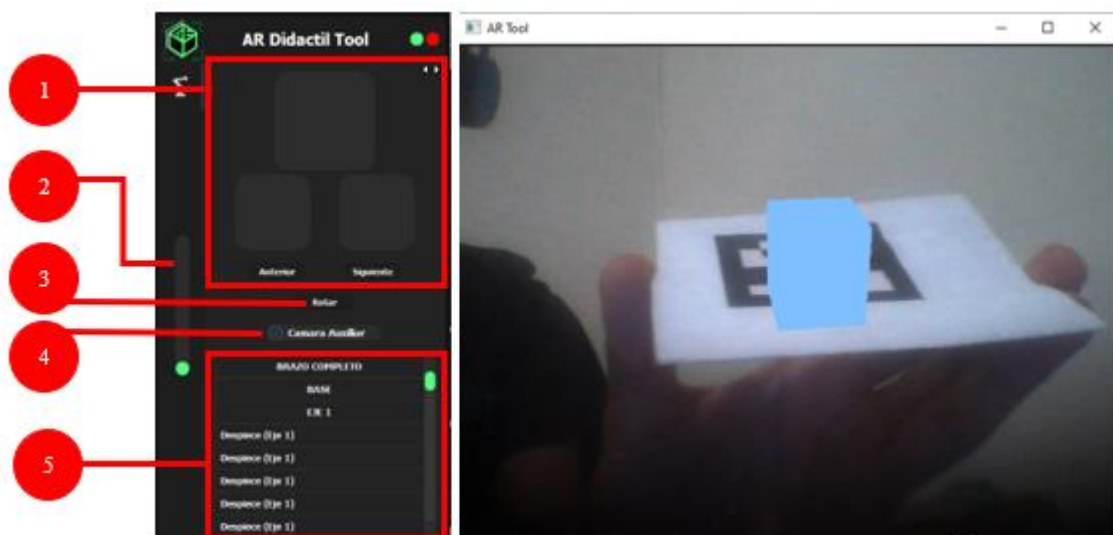 AR Didactil Tool
AR Tool
1
2
3
4
5
Anterior Siguiente
Rotar
Camara Auxiliar
BRAZO COMPLETO
BASE
EJE 1
Despiece (Eje 1)
Despiece (Eje 1)
Despiece (Eje 1)
Despiece (Eje 1)
Despiece (Eje 1)